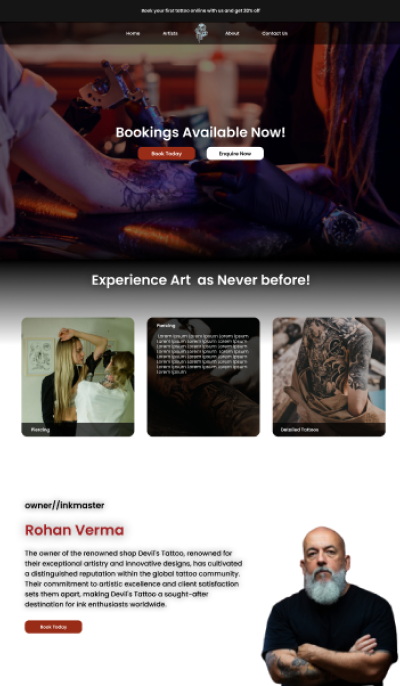 Book your first tattoo online with us and get 20% off
Home Artists About Contact Us
Bookings Available Now!
Book Today Enquire Now
Experience Art as Never before!
Piercing
Lorem Ipsum Lorem Ipsum Lorem Ipsum
Lorem Ipsum Lorem Ipsum Lorem Ipsum
Lorem Ipsum Lorem Ipsum Lorem Ipsum
Lorem Ipsum Lorem Ipsum Lorem Ipsum
Lorem Ipsum Lorem Ipsum Lorem Ipsum
Lorem Ipsum Lorem Ipsum Lorem Ipsum
Lorem Ipsum Lorem Ipsum Lorem Ipsum
Lorem Ipsum
Piercing
Detailed Tattoos
owner//inkmaster
Rohan Verma
The owner of the renowned shop Devil's Tattoo, renowned for
their exceptional artistry and innovative designs, has cultivated
a distinguished reputation within the global tattoo community.
Their commitment to artistic excellence and client satisfaction
sets them apart, making Devil's Tattoo a sought-after
destination for ink enthusiasts worldwide.
Book Today